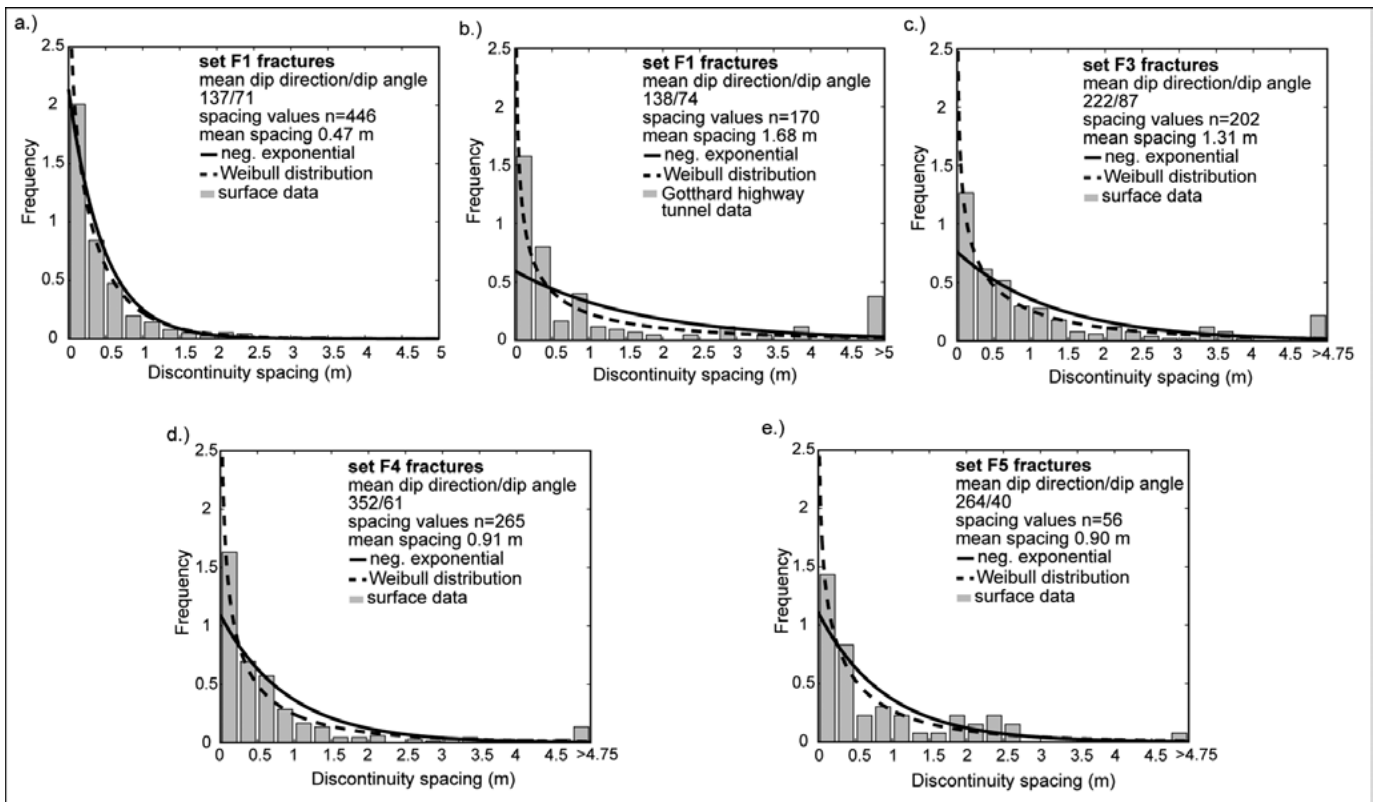 a.)
set F1 fractures
mean dip direction/dip angle
137/71
spacing values n=446
mean spacing 0.47 m
neg. exponential
Weibull distribution
surface data
Frequency
2.5
2
1.5
1
0.5
0
0 0.5 1 1.5 2 2.5 3 3.5 4 4.5 5
Discontinuity spacing (m)
b.)
set F1 fractures
mean dip direction/dip angle
138/74
spacing values n=170
mean spacing 1.68 m
neg. exponential
Weibull distribution
Gotthard highway
tunnel data
Frequency
2.5
2
1.5
1
0.5
0
0 0.5 1 1.5 2 2.5 3 3.5 4 4.5 >5
Discontinuity spacing (m)
c.)
set F3 fractures
mean dip direction/dip angle
222/87
spacing values n=202
mean spacing 1.31 m
neg. exponential
Weibull distribution
surface data
Frequency
2.5
2
1.5
1
0.5
0
0 0.5 1 1.5 2 2.5 3 3.5 4 4.5 >4.75
Discontinuity spacing (m)
d.)
set F4 fractures
mean dip direction/dip angle
352/61
spacing values n=265
mean spacing 0.91 m
neg. exponential
Weibull distribution
surface data
Frequency
2.5
2
1.5
1
0.5
0
0 0.5 1 1.5 2 2.5 3 3.5 4 4.5 >4.75
Discontinuity spacing (m)
e.)
set F5 fractures
mean dip direction/dip angle
264/40
spacing values n=56
mean spacing 0.90 m
neg. exponential
Weibull distribution
surface data
Frequency
2.5
2
1.5
1
0.5
0
0 0.5 1 1.5 2 2.5 3 3.5 4 4.5 >4.75
Discontinuity spacing (m)